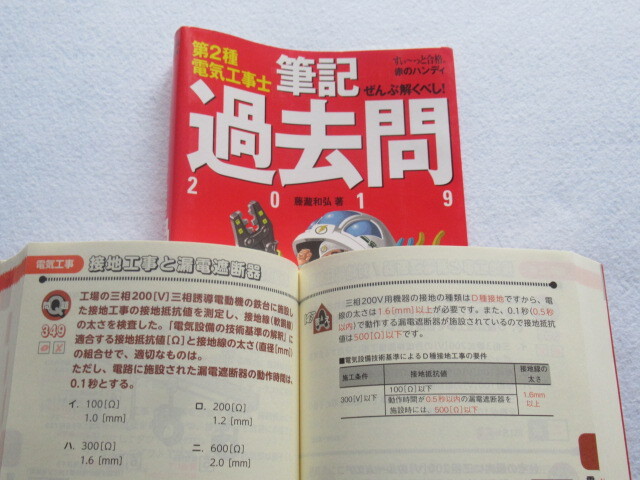 第2種
電気工事士
筆記
すい~っと合格。
赤のハンディ
ぜんぶ解くべし!
過去問
2019
藤瀧和弘 著
電気工事 接地工事と漏電遮断器
Q
349
工場の三相200[V]三相誘導電動機の鉄台に施設し
た接地工事の接地抵抗値を測定し、接地線(軟銅線)
の太さを検査した。「電気設備の技術基準の解釈」に
適合する接地抵抗値[Ω]と接地線の太さ(直径[mm])
の組合せで、適切なものは。
ただし、電路に施設された漏電遮断器の動作時間は、
0.1秒とする。
イ. 100[Ω]
1.0 [mm]
ロ. 200[Ω]
1.2 [mm]
ハ. 300[Ω]
1.6 [mm]
ニ. 600[Ω]
2.0 [mm]
三相200V用機器の接地の種類はD種接地ですから、電
線の太さは1.6[mm]以上が必要です。また、0.1秒(0.5秒
以内)で動作する漏電遮断器が施設されているので接地抵抗
値は500[Ω]以下です。
■電気設備技術基準によるD種接地工事の要件
施工条件 接地抵抗値 接地線の太さ
300[V]以下 100[Ω]以下 1.6mm以上
動作時間が0.5秒以内の漏電遮断器を
施設時には、500[Ω]以下